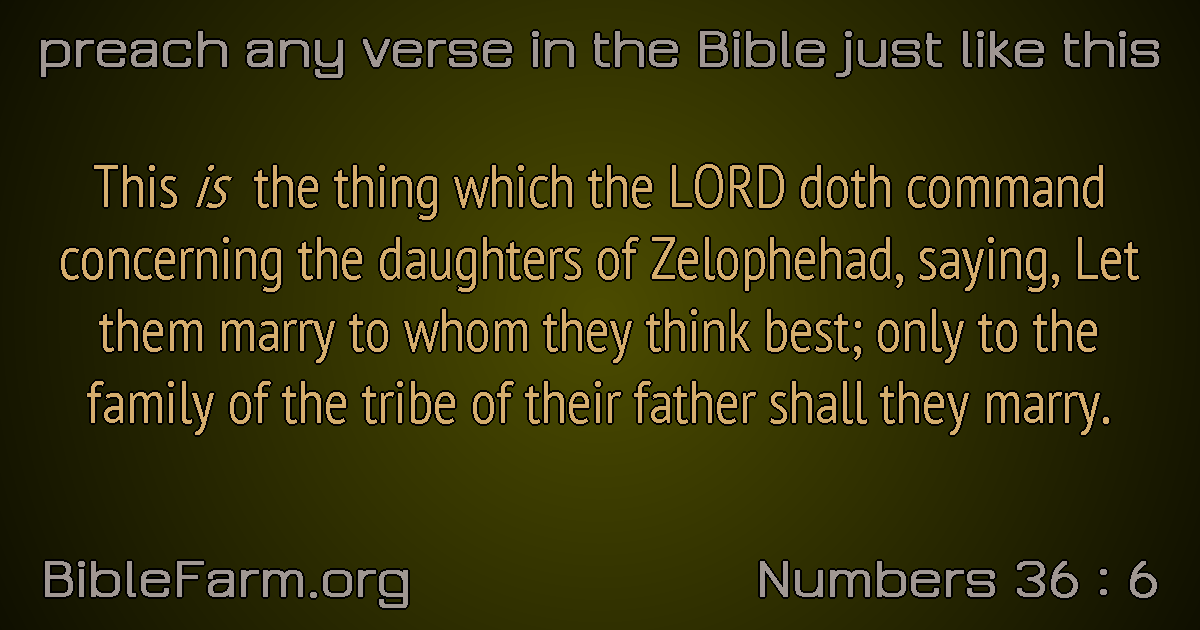 preach any verse in the Bible just like this
This is the thing which the LORD doth command
concerning the daughters of Zelophehad, saying, Let
them marry to whom they think best; only to the
family of the tribe of their father shall they marry.
BibleFarm.org
Numbers 36 : 6